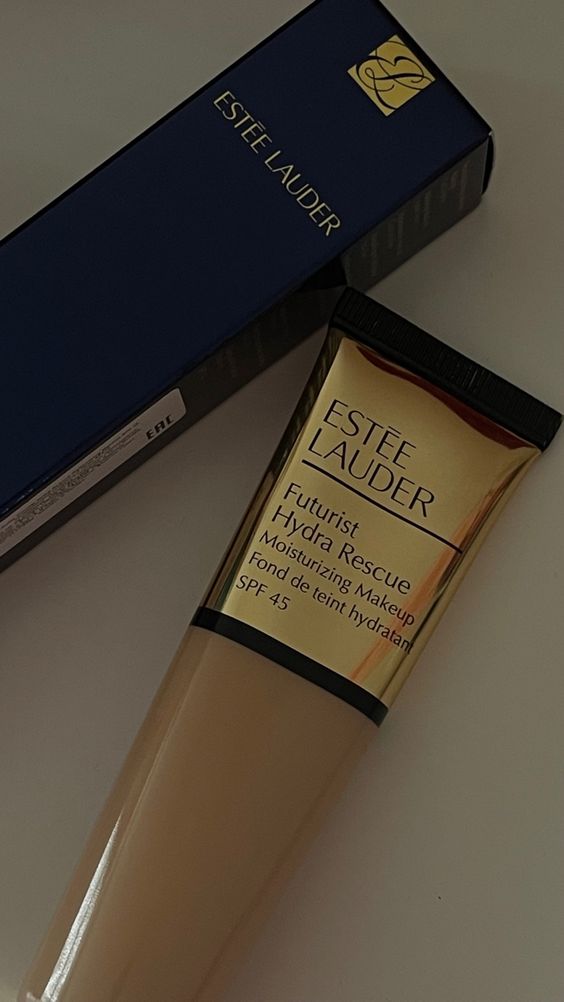 ESTĒE LAUDER
EAC
ESTĒE
LAUDER
Futurist
Hydra Rescue
Moisturizing Makeup
Fond de teint hydratant
SPF 45